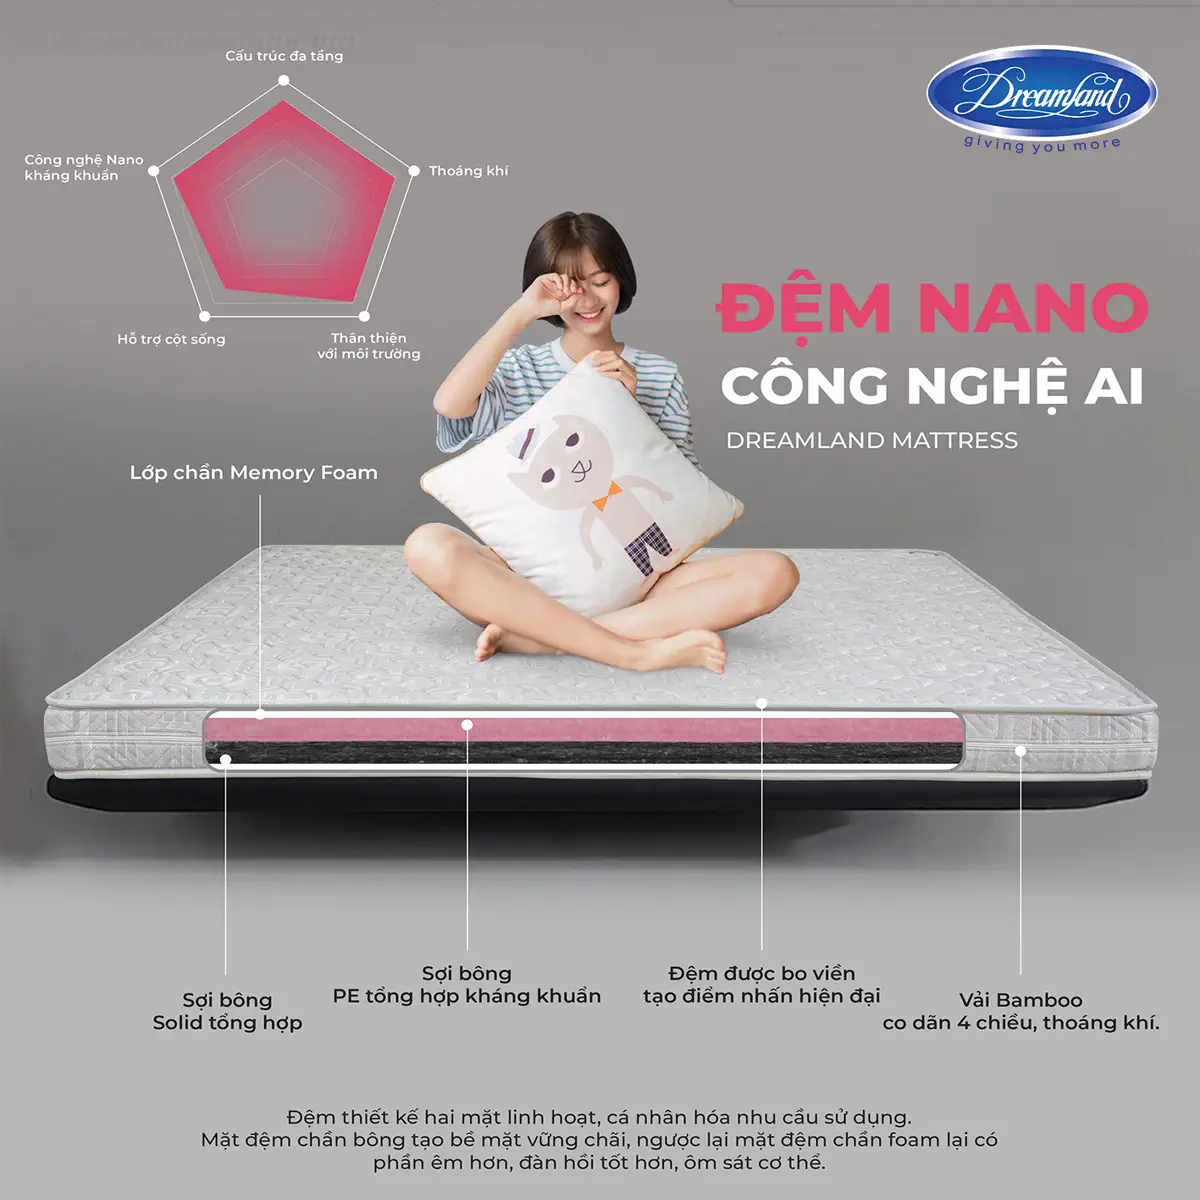 Cấu trúc đa tầng
Công nghệ Nano
kháng khuẩn
Thoáng khí
Hỗ trợ cột sống
Thân thiện
với môi trường
Dreamland
giving you more
ĐỆM NANO
CÔNG NGHỆ AI
DREAMLAND MATTRESS
Lớp chần Memory Foam
Sợi bông
Solid tổng hợp
Sợi bông
PE tổng hợp kháng khuẩn
Đệm được bo viền
tạo điểm nhấn hiện đại
Vải Bamboo
co dãn 4 chiều, thoáng khí.
Đệm thiết kế hai mặt linh hoạt, cá nhân hóa nhu cầu sử dụng.
Mặt đệm chần bông tạo bề mặt vững chãi, ngược lại mặt đệm chần foam lại có
phần êm hơn, đàn hồi tốt hơn, ôm sát cơ thể.